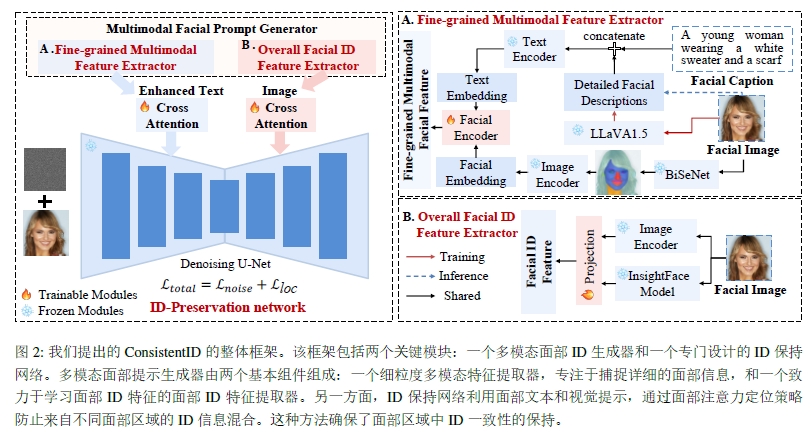 Multimodal Facial Prompt Generator
A. Fine-grained Multimodal
Feature Extractor
B. Overall Facial ID
Feature Extractor
Enhanced Text
Cross
Attention
Image
Cross
Attention
+
Denoising U-Net
ℒtotal = ℒnoise + ℒloc
ID-Preservation network
Trainable Modules
Frozen Modules
A. Fine-grained Multimodal Feature Extractor
Fine-grained Multimodal
Facial Feature
Text
Encoder
concatenate
A young woman
wearing a white
sweater and a scarf
Facial Caption
Text
Embedding
Detailed Facial
Descriptions
Facial
Encoder
LLaVA1.5
Facial Image
Facial
Embedding
Image
Encoder
BiSeNet
B. Overall Facial ID
Feature Extractor
Facial ID
Feature
Projection
Image
Encoder
InsightFace
Model
Facial Image
Training
Inference
Shared
图 2: 我们提出的 ConsistentID 的整体框架。该框架包括两个关键模块：一个多模态面部 ID 生成器和一个专门设计的 ID 保持
网络。多模态面部提示生成器由两个基本组件组成：一个细粒度多模态特征提取器，专注于捕捉详细的面部信息，和一个致
力于学习面部 ID 特征的面部 ID 特征提取器。另一方面，ID 保持网络利用面部文本和视觉提示，通过面部注意力定位策略
防止来自不同面部区域的 ID 信息混合。这种方法确保了面部区域中 ID 一致性的保持。